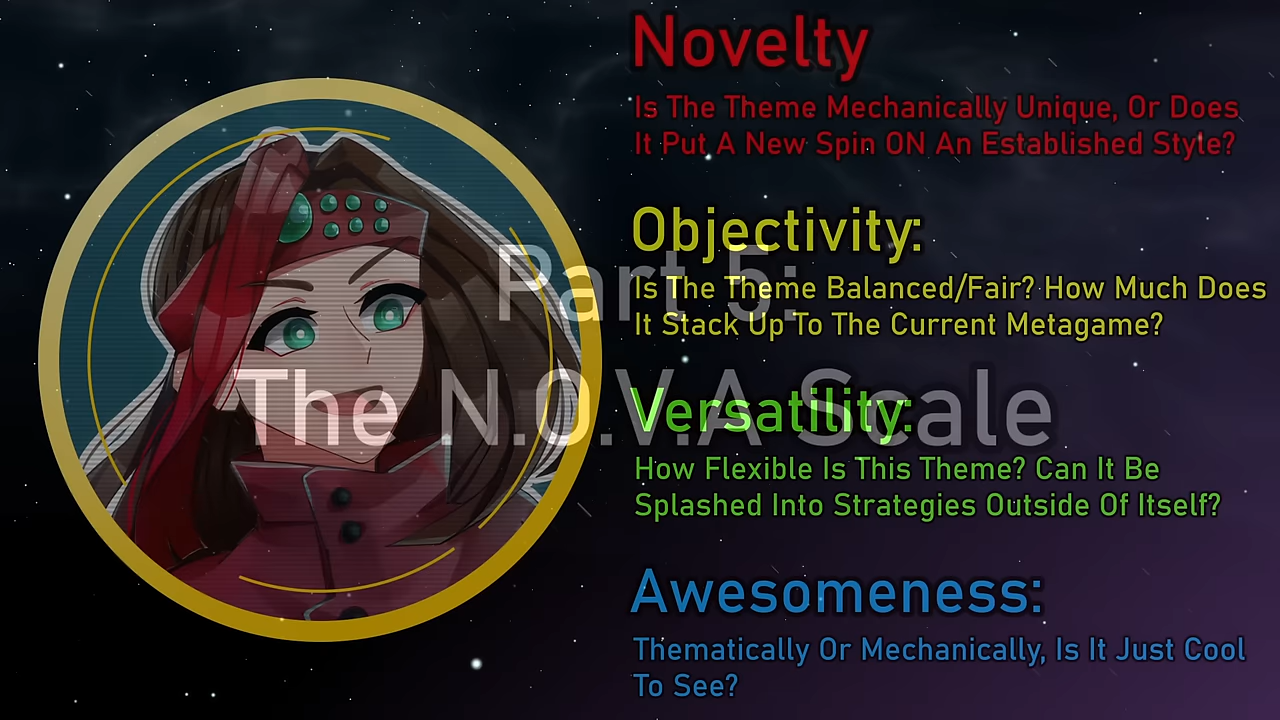 Novelty
Is The Theme Mechanically Unique, Or Does
It Put A New Spin ON An Established Style?
Objectivity:
Is The Theme Balanced/Fair? How Much Does
It Stack Up To The Current Metagame?
Versatility:
How Flexible Is This Theme? Can It Be
Splashed Into Strategies Outside Of Itself?
Awesomeness:
Thematically Or Mechanically, Is It Just Cool
To See?
Part 5:
The N.O.V.A Scale